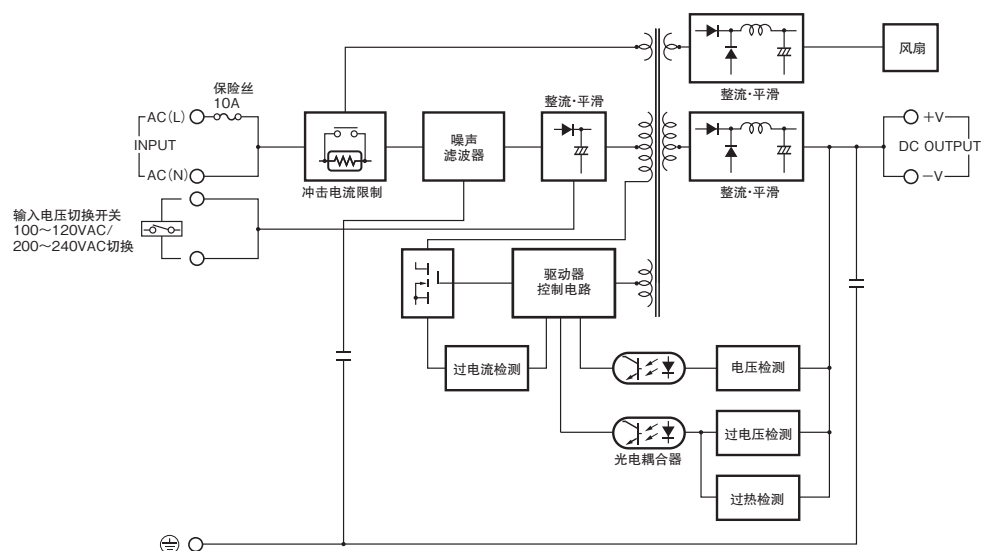 保险丝
10A
AC(L)
INPUT
AC(N)
输入电压切换开关
100～120VAC/
200～240VAC切换
冲击电流限制
噪声
滤波器
整流·平滑
整流·平滑
风扇
整流·平滑
+V
DC OUTPUT
−V
驱动器
控制电路
过电流检测
电压检测
光电耦合器
过电压检测
过热检测